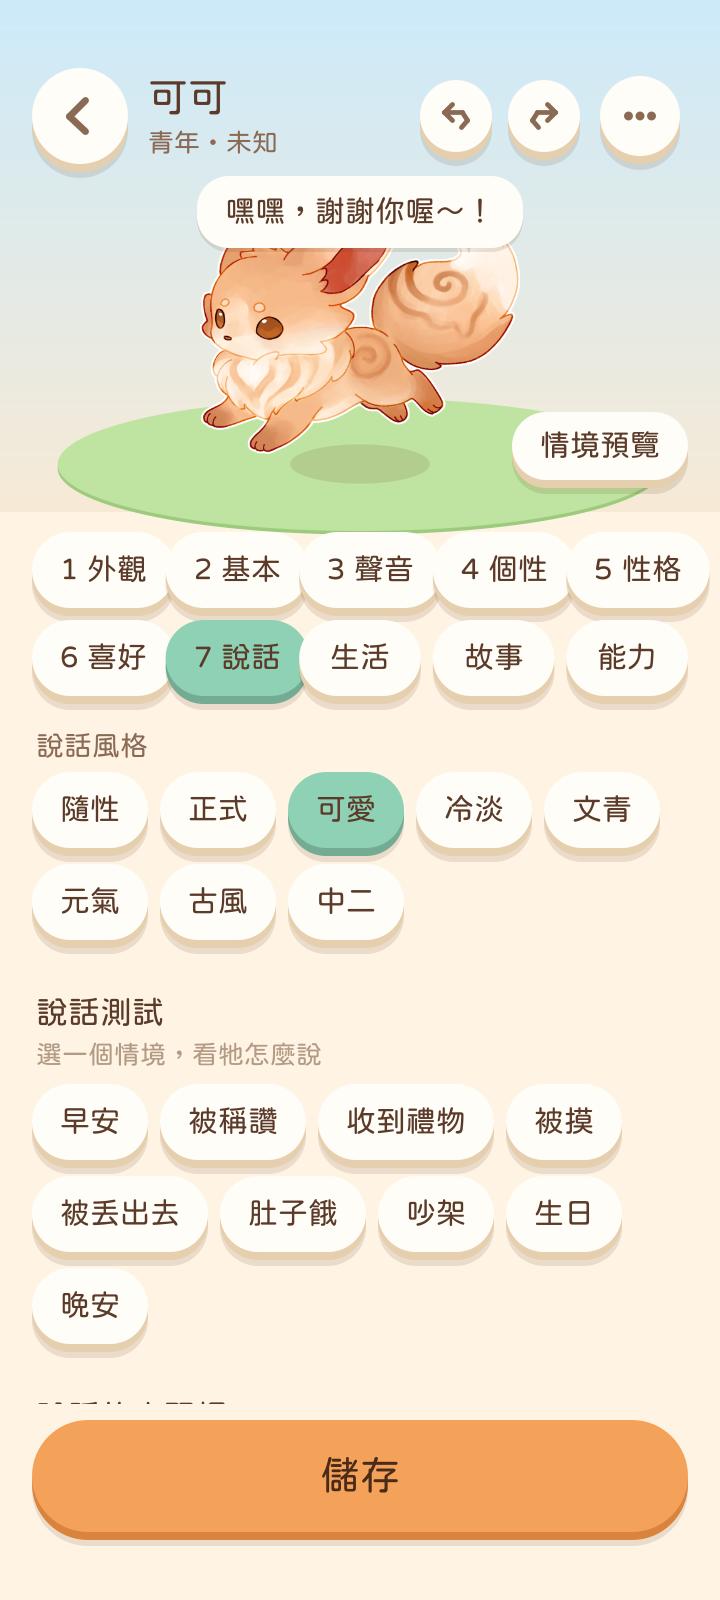 可可
青年・未知
嘿嘿，謝謝你喔～！
情境預覽
1 外觀 2 基本 3 聲音 4 個性 5 性格
6 喜好 7 說話 生活 故事 能力
說話風格
隨性 正式 可愛 冷淡 文青
元氣 古風 中二
說話測試
選一個情境，看牠怎麼說
早安 被稱讚 收到禮物 被摸
被丟出去 肚子餓 吵架 生日
晚安
儲存